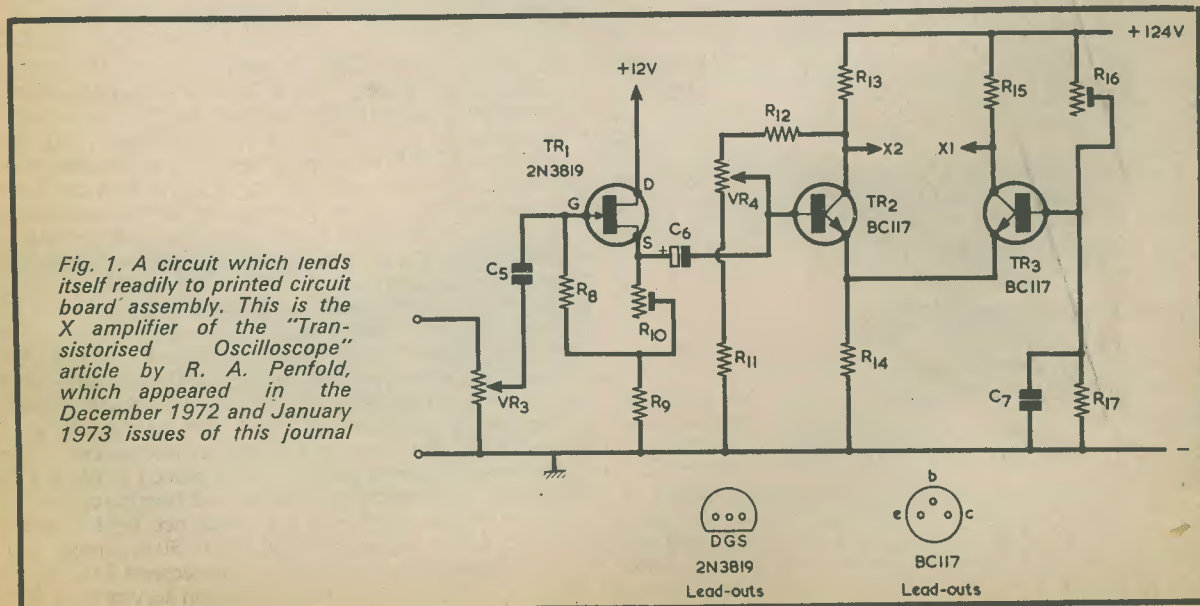 Fig. 1. A circuit which lends
itself readily to printed circuit
board assembly. This is the
X amplifier of the "Tran-
sistorised Oscilloscope"
article by R. A. Penfold,
which appeared in the
December 1972 and January
1973 issues of this journal
+12V
TR1
2N3819
G
D
S
C5
R8
R10
R9
VR3
C6
R12
VR4
R11
R13
X2
TR2
BC117
R14
+124V
R15
X1
R16
TR3
BC117
C7
R17
−
DGS
2N3819
Lead-outs
b
e
c
BC117
Lead-outs